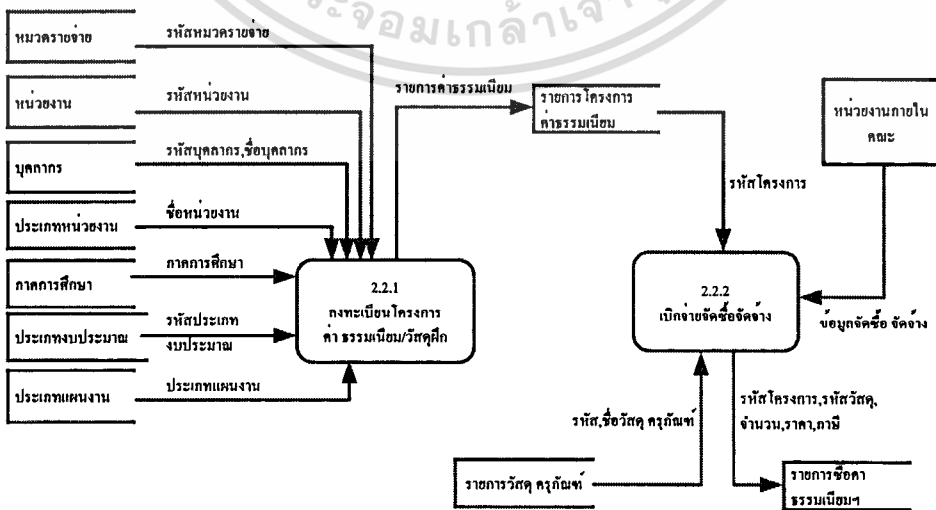 ระจอมเกล้าเจ้า
หมวดรายจ่าย
รหัสหมวดรายจ่าย
หน่วยงาน
รหัสหน่วยงาน
บุคลากร
รหัสบุคลากร,ชื่อบุคลากร
ประเภทหน่วยงาน
ชื่อหน่วยงาน
ภาคการศึกษา
ภาคการศึกษา
ประเภทงบประมาณ
รหัสประเภท
งบประมาณ
ประเภทแผนงาน
ประเภทแผนงาน
2.2.1
ลงทะเบียนโครงการ
ค่า ธรรมเนียม/วัสดุฝึก
รายการค่าธรรมเนียม
รายการโครงการ
ค่าธรรมเนียม
รหัสโครงการ
หน่วยงานภายใน
คณะ
2.2.2
เบิกจ่ายจัดซื้อจัดจ้าง
ข้อมูลจัดซื้อ จัดจ้าง
รหัส,ชื่อวัสดุ ครุภัณฑ์
รายการวัสดุ ครุภัณฑ์
รหัสโครงการ,รหัสวัสดุ,
จำนวน,ราคา,ภาษี
รายการซื้อคา
ธรรมเนียมฯ